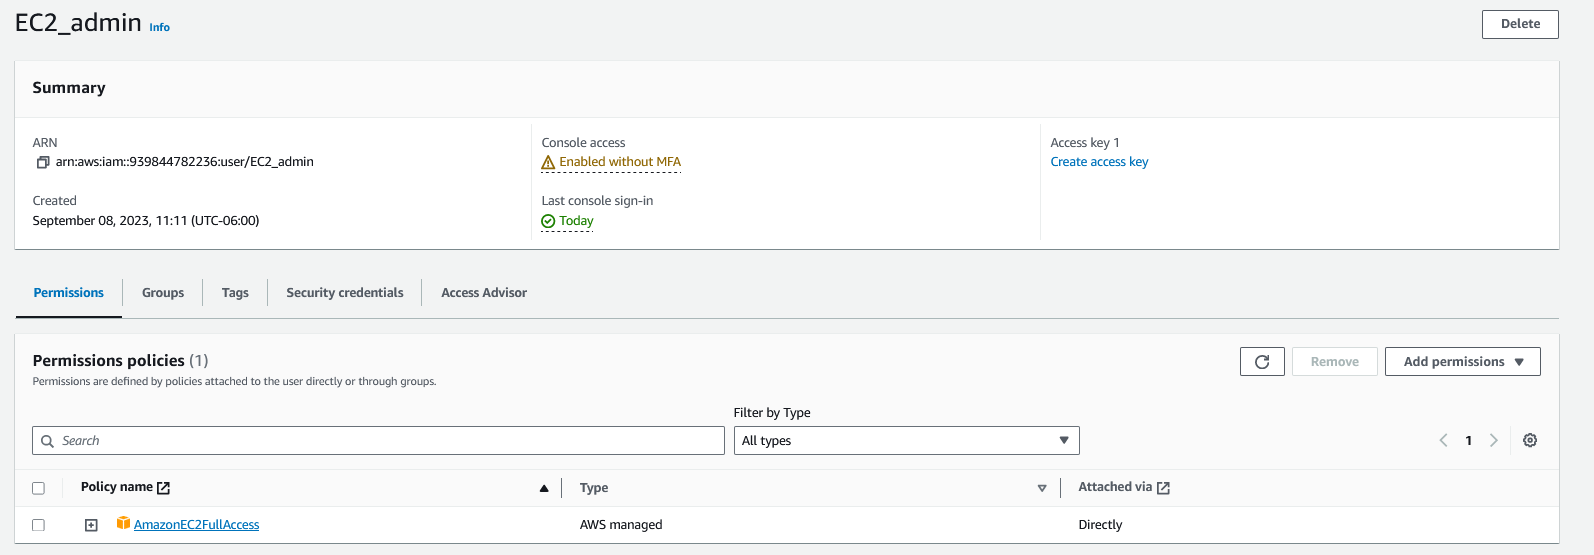 EC2_admin Info
Delete
Summary
ARN
arn:aws:iam::939844782236:user/EC2_admin
Created
September 08, 2023, 11:11 (UTC-06:00)
Console access
Enabled without MFA
Last console sign-in
Today
Access key 1
Create access key
Permissions
Groups
Tags
Security credentials
Access Advisor
Permissions policies (1)
Permissions are defined by policies attached to the user directly or through groups.
Remove
Add permissions
Search
Filter by Type
All types
1
Policy name
Type
Attached via
AmazonEC2FullAccess
AWS managed
Directly